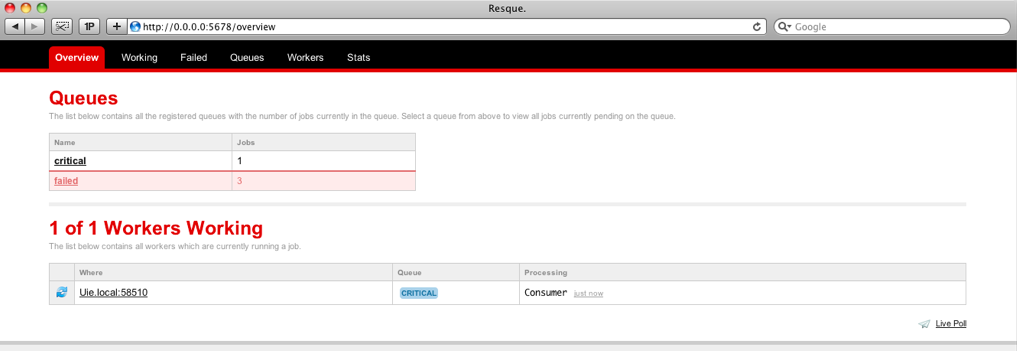 Resque.
1P
http://0.0.0.0:5678/overview
Google
Overview Working Failed Queues Workers Stats
Queues
The list below contains all the registered queues with the number of jobs currently in the queue. Select a queue from above to view all jobs currently pending on the queue.
Name Jobs
critical 1
failed 3
1 of 1 Workers Working
The list below contains all workers which are currently running a job.
Where Queue Processing
Uie.local:58510 CRITICAL Consumer just now
Live Poll